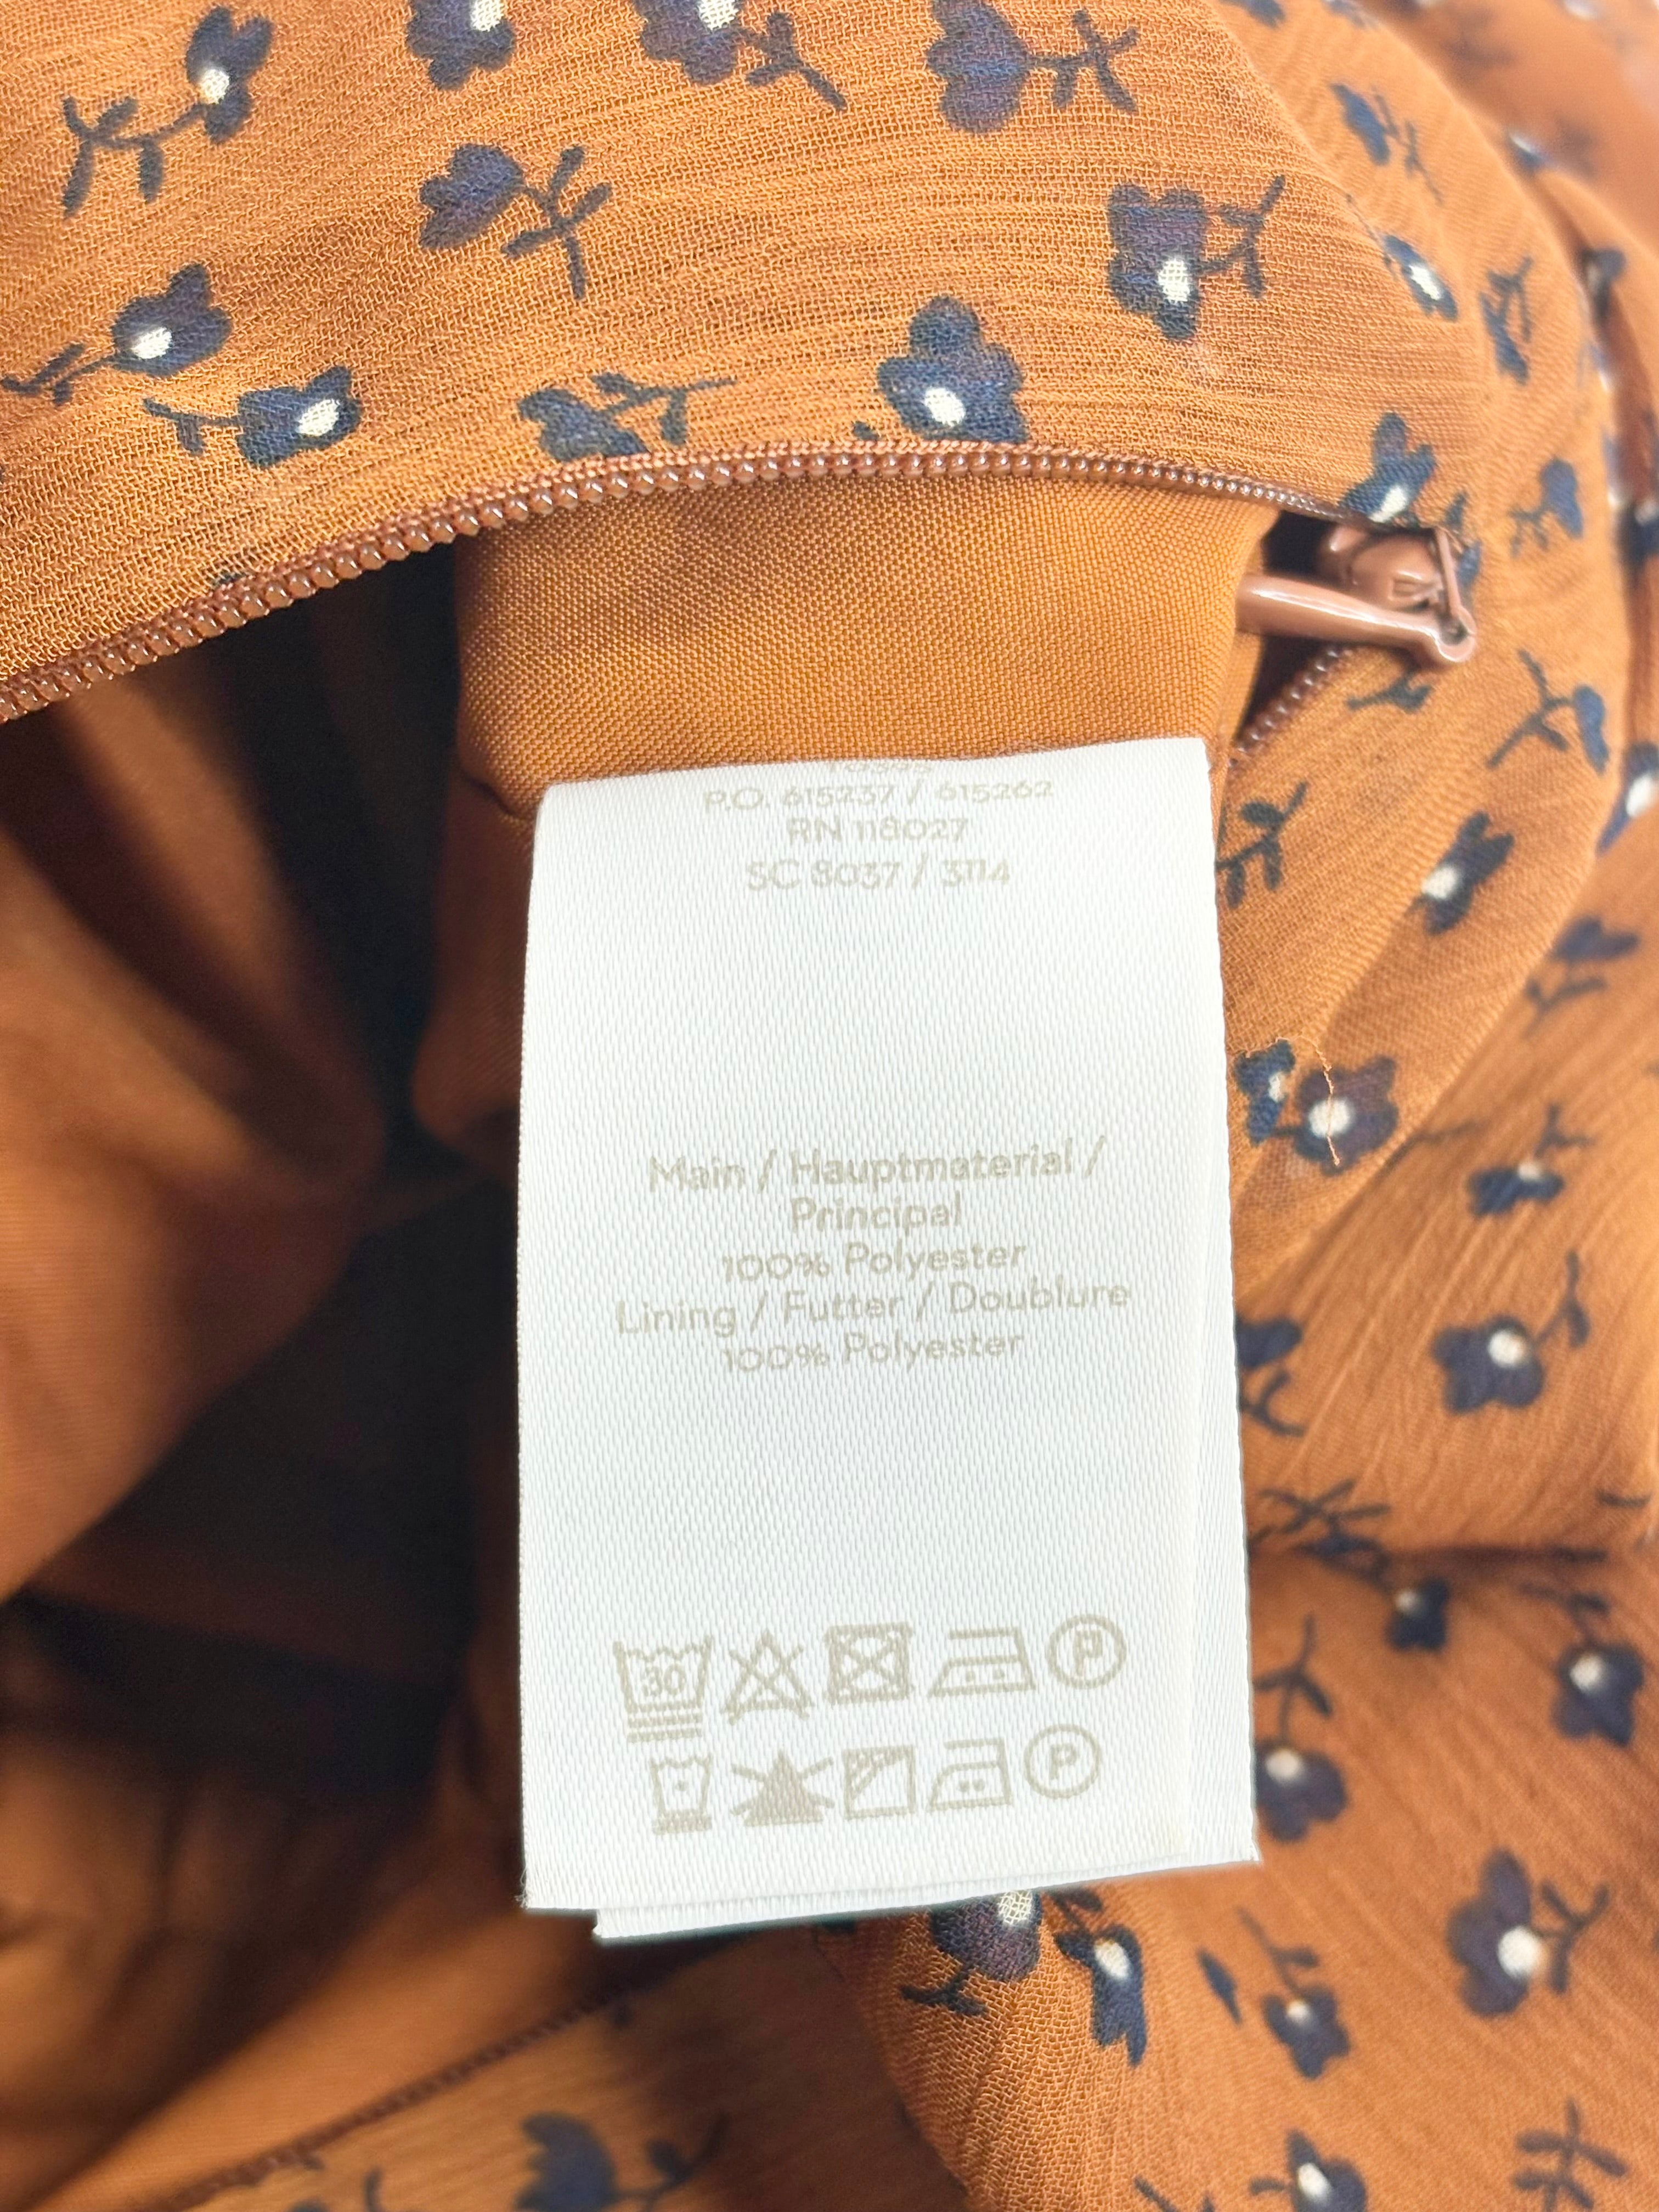 P.O. 615237 / 615262
RN 118027
SC 8037 / 3114
Main / Hauptmaterial /
Principal
100% Polyester
Lining / Futter / Doublure
100% Polyester
30 P
P